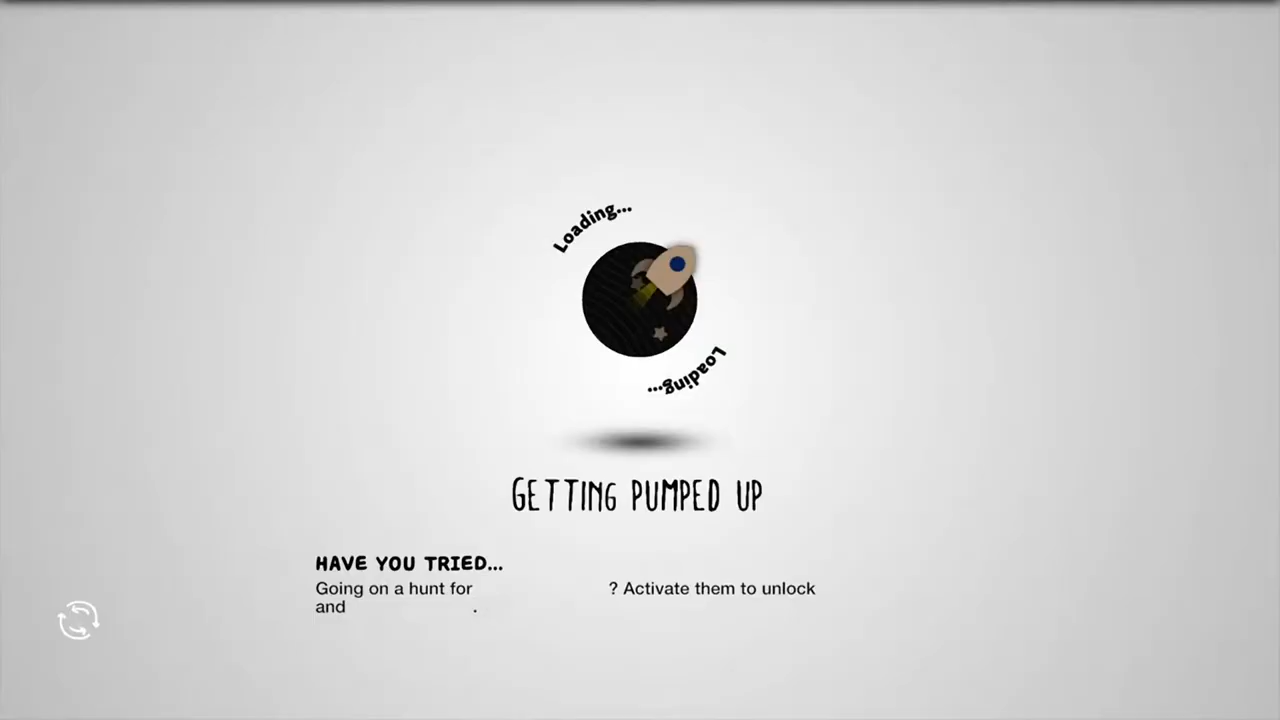 Loading...
Loading...
GETTING PUMPED UP
HAVE YOU TRIED...
Going on a hunt for ? Activate them to unlock
and .